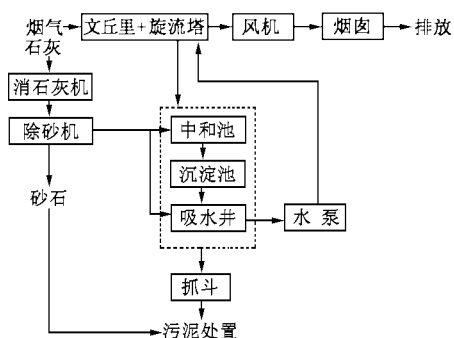 烟气
文丘里+旋流塔
风机
烟囱
排放
石灰
消石灰机
除砂机
中和池
沉淀池
砂石
吸水井
水泵
抓斗
污泥处置